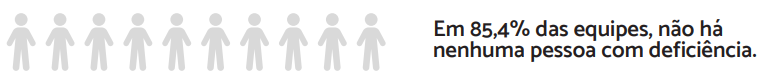 Em 85,4% das equipes, não há
nenhuma pessoa com deficiência.